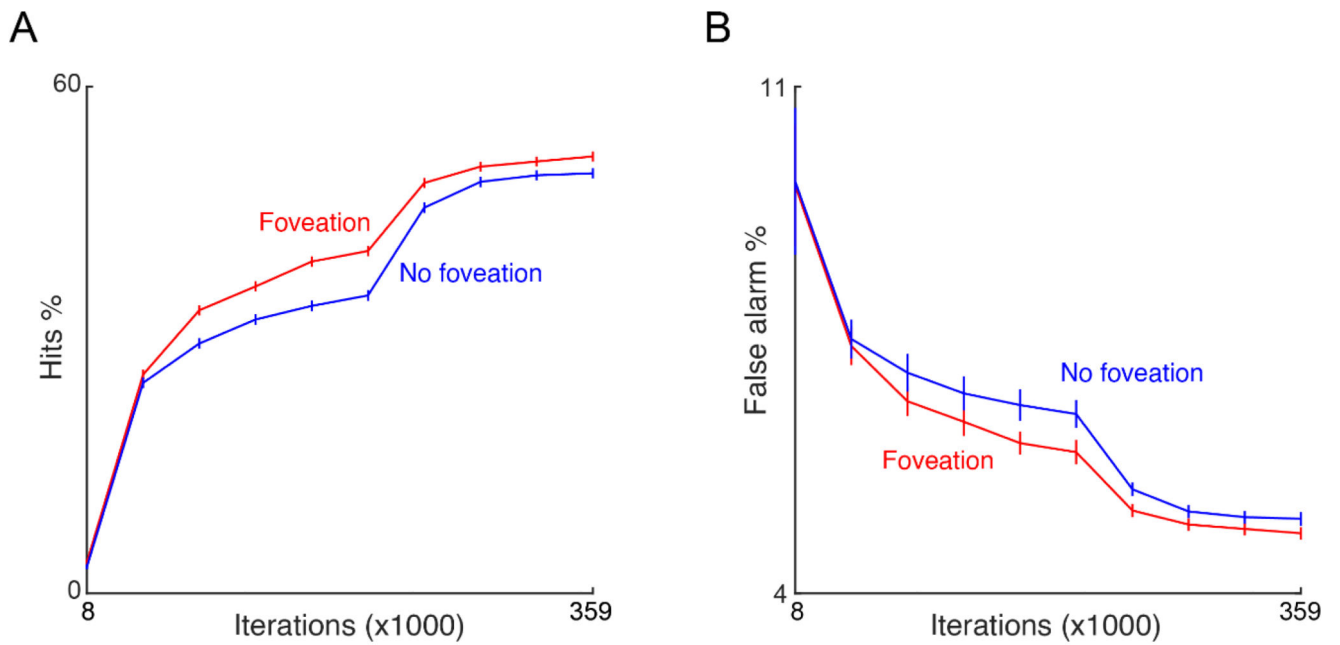 A
60
Hits %
Foveation
No foveation
0
8
Iterations (x1000)
359
B
11
False alarm %
No foveation
Foveation
4
8
Iterations (x1000)
359